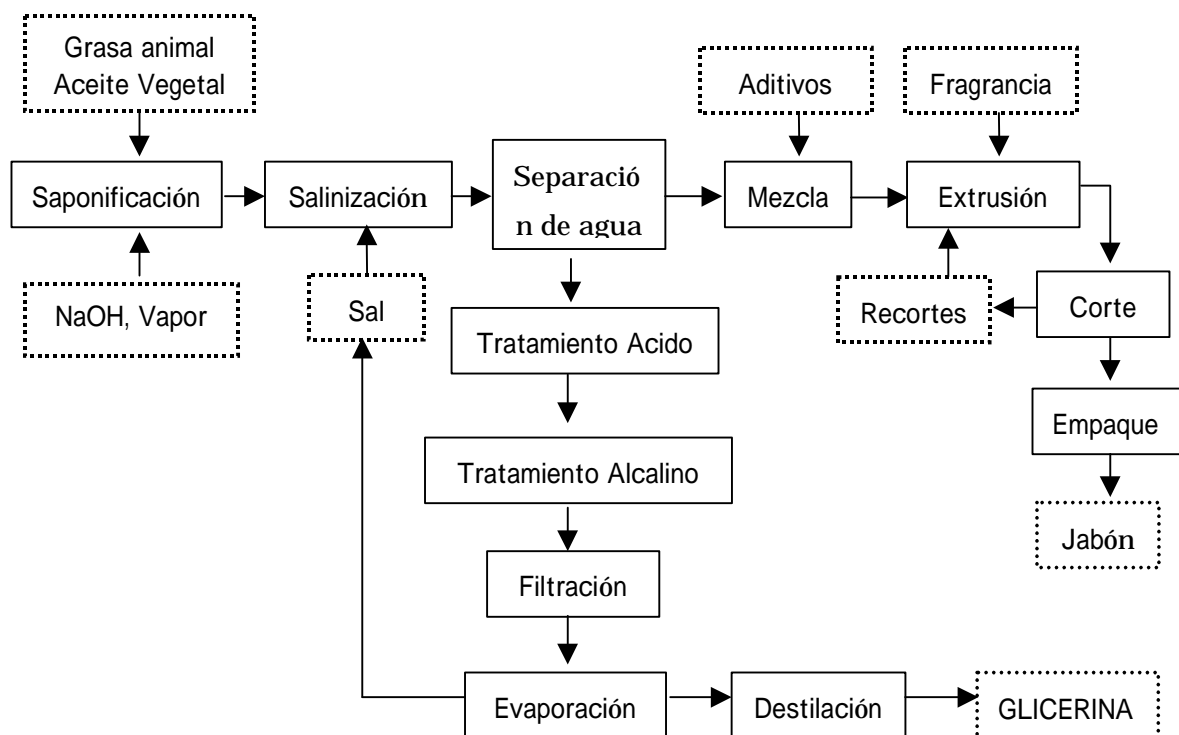 Grasa animal
Aceite Vegetal
Aditivos
Fragrancia
Saponificación
Salinización
Separació
n de agua
Mezcla
Extrusión
NaOH, Vapor
Sal
Recortes
Corte
Tratamiento Acido
Empaque
Tratamiento Alcalino
Jabón
Filtración
Evaporación
Destilación
GLICERINA